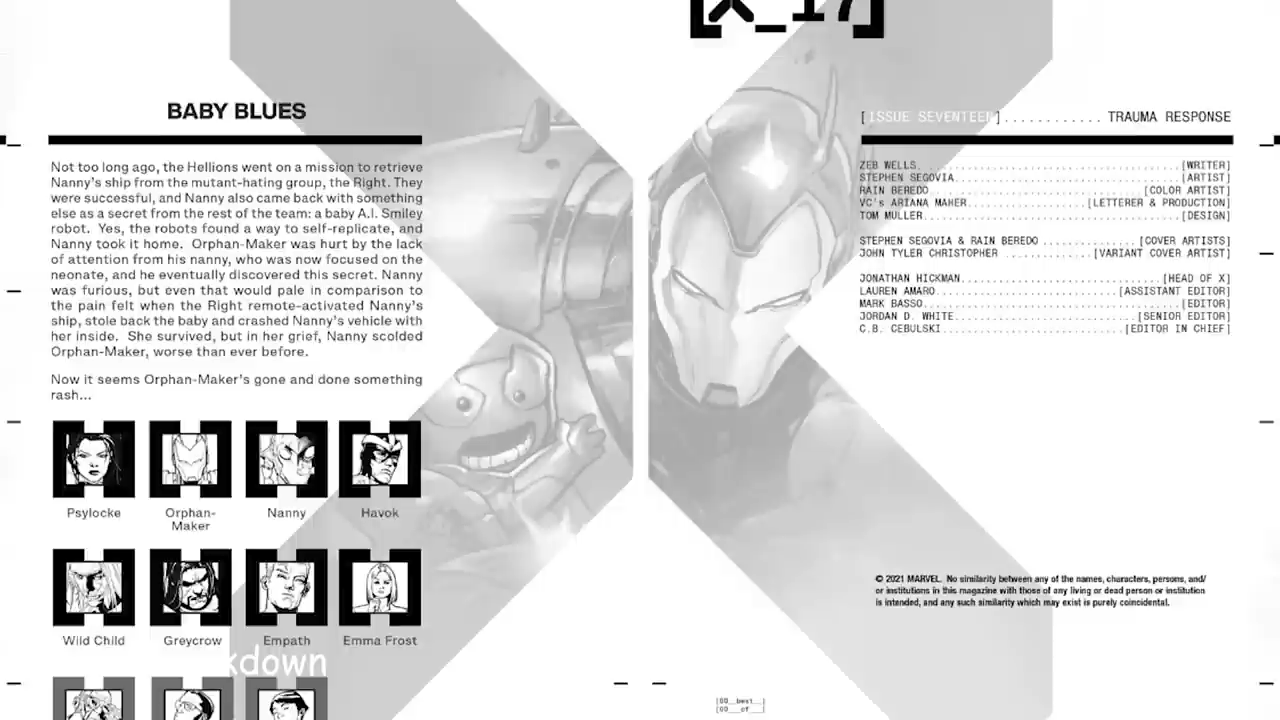 [X_17]
BABY BLUES
Not too long ago, the Hellions went on a mission to retrieve
Nanny's ship from the mutant-hating group, the Right. They
were successful, and Nanny also came back with something
else as a secret from the rest of the team: a baby A.I. Smiley
robot. Yes, the robots found a way to self-replicate, and
Nanny took it home. Orphan-Maker was hurt by the lack
of attention from his nanny, who was now focused on the
neonate, and he eventually discovered this secret. Nanny
was furious, but even that would pale in comparison to
the pain felt when the Right remote-activated Nanny's
ship, stole back the baby and crashed Nanny's vehicle with
her inside. She survived, but in her grief, Nanny scolded
Orphan-Maker, worse than ever before.
Now it seems Orphan-Maker's gone and done something
rash...
Psylocke
Orphan-
Maker
Nanny
Havok
Wild Child
Greycrow
Empath
Emma Frost
kdown
[ISSUE SEVENTEEN]............ TRAUMA RESPONSE
ZEB WELLS. [WRITER]
STEPHEN SEGOVIA [ARTIST]
RAIN BEREDO [COLOR ARTIST]
VC's ARIANA MAHER [LETTERER & PRODUCTION]
TOM MULLER [DESIGN]
STEPHEN SEGOVIA & RAIN BEREDO [COVER ARTISTS]
JOHN TYLER CHRISTOPHER [VARIANT COVER ARTIST]
JONATHAN HICKMAN [HEAD OF X]
LAUREN AMARO [ASSISTANT EDITOR]
MARK BASSO [EDITOR]
JORDAN D. WHITE [SENIOR EDITOR]
C.B. CEBULSKI [EDITOR IN CHIEF]
© 2021 MARVEL. No similarity between any of the names, characters, persons, and/
or institutions in this magazine with those of any living or dead person or institution
is intended, and any such similarity which may exist is purely coincidental.
[00__best__]
[00___of___]